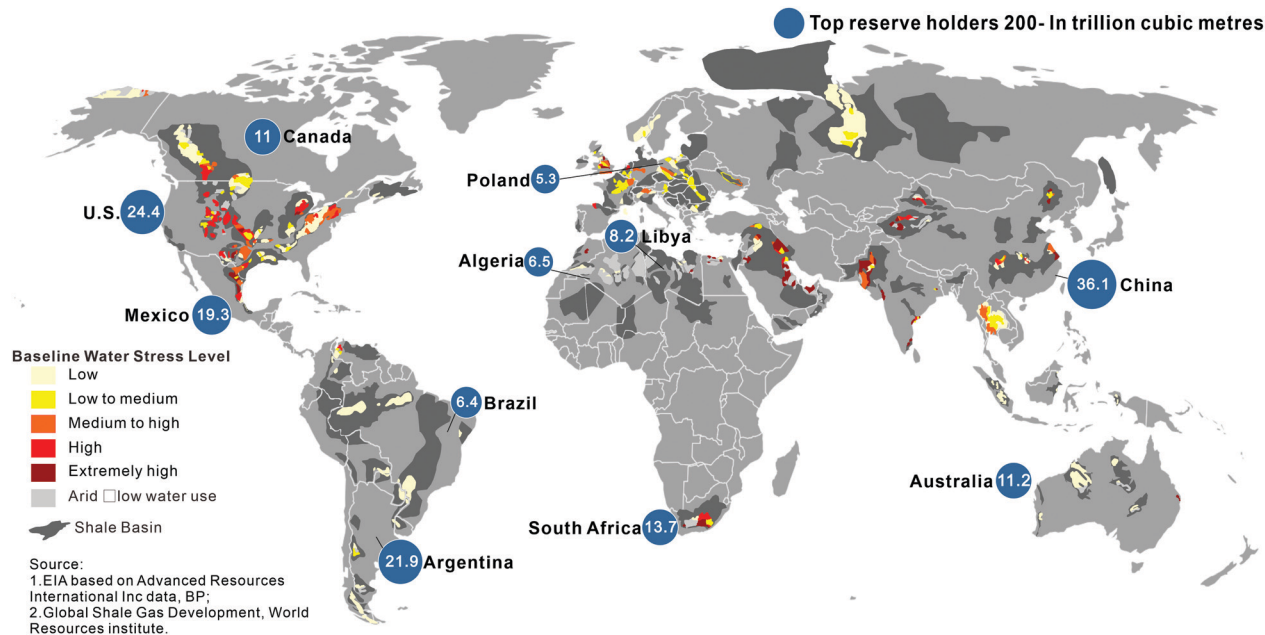 Top reserve holders 200- In trillion cubic metres
11 Canada
U.S. 24.4
Mexico 19.3
Poland 5.3
8.2 Libya
Algeria 6.5
36.1 China
6.4 Brazil
Australia 11.2
South Africa 13.7
21.9 Argentina
Baseline Water Stress Level
Low
Low to medium
Medium to high
High
Extremely high
Arid □low water use
Shale Basin
Source:
1.EIA based on Advanced Resources
International Inc data, BP;
2.Global Shale Gas Development, World
Resources institute.